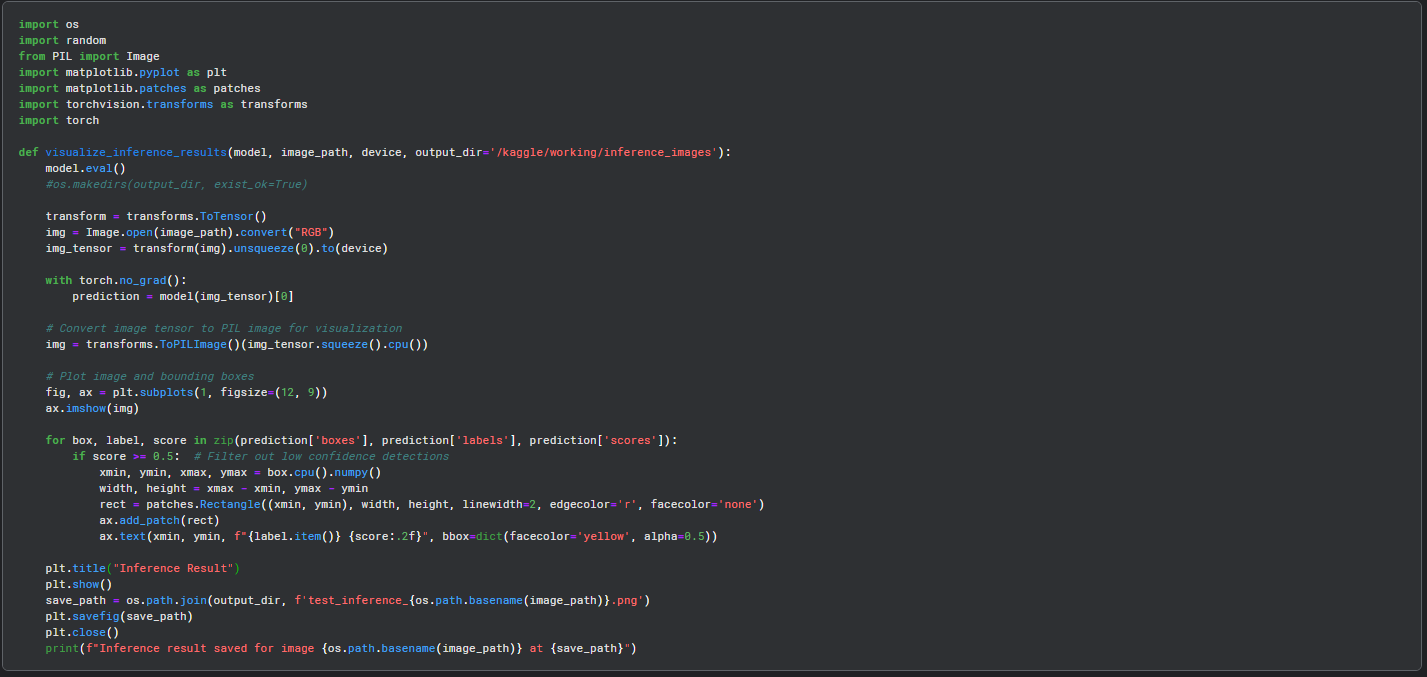 import os
import random
from PIL import Image
import matplotlib.pyplot as plt
import matplotlib.patches as patches
import torchvision.transforms as transforms
import torch

def visualize_inference_results(model, image_path, device, output_dir='/kaggle/working/inference_images'):
    model.eval()
    #os.makedirs(output_dir, exist_ok=True)

    transform = transforms.ToTensor()
    img = Image.open(image_path).convert("RGB")
    img_tensor = transform(img).unsqueeze(0).to(device)

    with torch.no_grad():
        prediction = model(img_tensor)[0]

    # Convert image tensor to PIL image for visualization
    img = transforms.ToPILImage()(img_tensor.squeeze().cpu())

    # Plot image and bounding boxes
    fig, ax = plt.subplots(1, figsize=(12, 9))
    ax.imshow(img)

    for box, label, score in zip(prediction['boxes'], prediction['labels'], prediction['scores']):
        if score >= 0.5:  # Filter out low confidence detections
            xmin, ymin, xmax, ymax = box.cpu().numpy()
            width, height = xmax - xmin, ymax - ymin
            rect = patches.Rectangle((xmin, ymin), width, height, linewidth=2, edgecolor='r', facecolor='none')
            ax.add_patch(rect)
            ax.text(xmin, ymin, f"{label.item()} {score:.2f}", bbox=dict(facecolor='yellow', alpha=0.5))

    plt.title("Inference Result")
    plt.show()
    save_path = os.path.join(output_dir, f'test_inference_{os.path.basename(image_path)}.png')
    plt.savefig(save_path)
    plt.close()
    print(f"Inference result saved for image {os.path.basename(image_path)} at {save_path}")